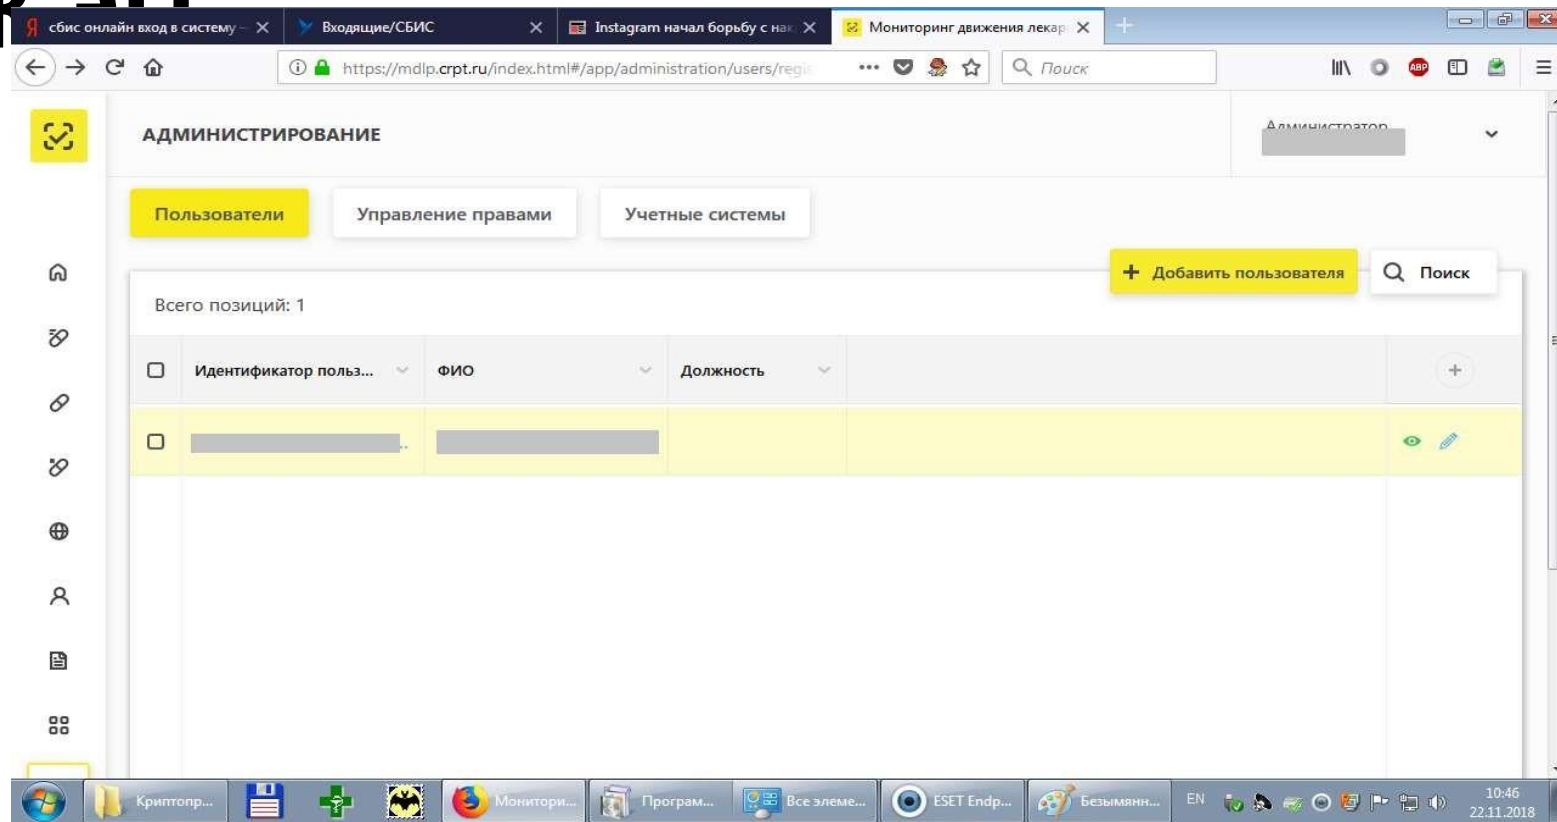 сбис онлайн вход в систему –
Входящие/СБИС
Instagram начал борьбу с нак
Мониторинг движения лекар
https://mdlp.crpt.ru/index.html#/app/administration/users/regis
Поиск
ABP
АДМИНИСТРИРОВАНИЕ
Администратор
Пользователи
Управление правами
Учетные системы
+ Добавить пользователя
Поиск
Всего позиций: 1
Идентификатор польз...
ФИО
Должность
Криптопр...
Монитори...
Програм...
Все элеме...
ESET Endp...
Безымянн...
EN
10:46
22.11.2018